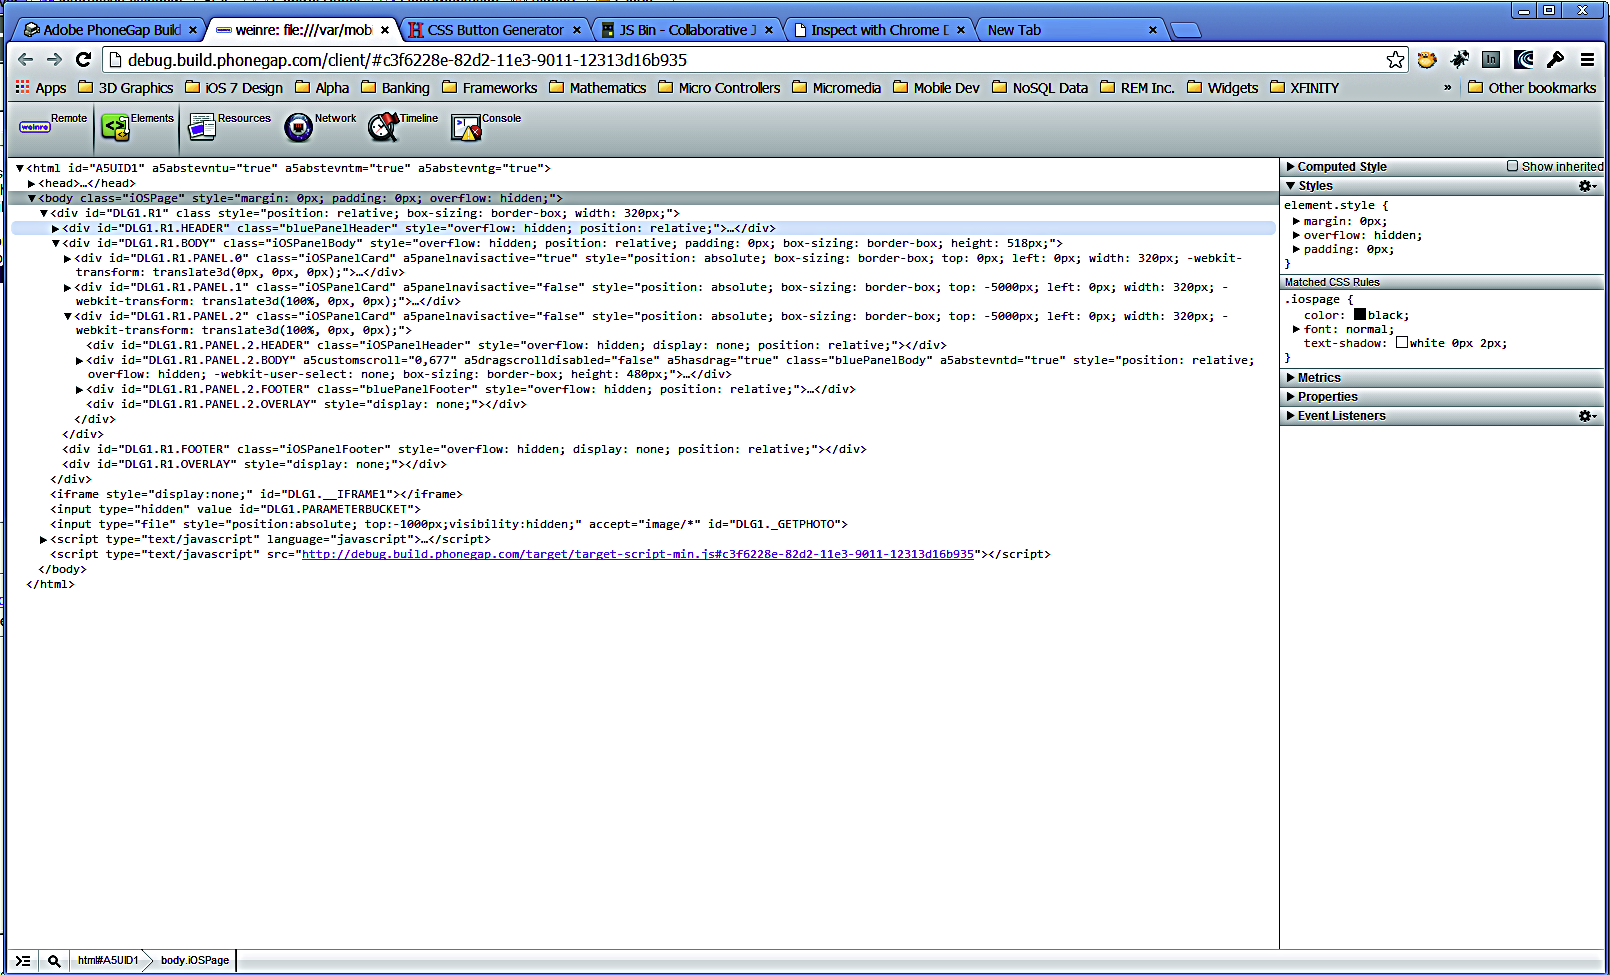 Adobe PhoneGap Build
weinre: file:///var/mob
CSS Button Generator
JS Bin - Collaborative J
Inspect with Chrome D
New Tab
debug.build.phonegap.com/client/#c3f6228e-82d2-11e3-9011-12313d16b935
Apps 3D Graphics iOS 7 Design Alpha Banking Frameworks Mathematics Micro Controllers Micromedia Mobile Dev NoSQL Data REM Inc. Widgets XFINITY » Other bookmarks
weinre Remote Elements Resources Network Timeline Console
<html id="A5UID1" a5abstevntu="true" a5abstevntm="true" a5abstevntg="true">
<head>…</head>
<body class="iOSPage" style="margin: 0px; padding: 0px; overflow: hidden;">
<div id="DLG1.R1" class style="position: relative; box-sizing: border-box; width: 320px;">
<div id="DLG1.R1.HEADER" class="bluePanelHeader" style="overflow: hidden; position: relative;">…</div>
<div id="DLG1.R1.BODY" class="iOSPanelBody" style="overflow: hidden; position: relative; padding: 0px; box-sizing: border-box; height: 518px;">
<div id="DLG1.R1.PANEL.0" class="iOSPanelCard" a5panelnavisactive="true" style="position: absolute; box-sizing: border-box; top: 0px; left: 0px; width: 320px; -webkit-
transform: translate3d(0px, 0px, 0px);">…</div>
<div id="DLG1.R1.PANEL.1" class="iOSPanelCard" a5panelnavisactive="false" style="position: absolute; box-sizing: border-box; top: -5000px; left: 0px; width: 320px; -
webkit-transform: translate3d(100%, 0px, 0px);">…</div>
<div id="DLG1.R1.PANEL.2" class="iOSPanelCard" a5panelnavisactive="false" style="position: absolute; box-sizing: border-box; top: -5000px; left: 0px; width: 320px; -
webkit-transform: translate3d(100%, 0px, 0px);">
<div id="DLG1.R1.PANEL.2.HEADER" class="iOSPanelHeader" style="overflow: hidden; display: none; position: relative;"></div>
<div id="DLG1.R1.PANEL.2.BODY" a5customscroll="0,677" a5dragscrolldisabled="false" a5hasdrag="true" class="bluePanelBody" a5abstevntd="true" style="position: relative;
overflow: hidden; -webkit-user-select: none; box-sizing: border-box; height: 480px;">…</div>
<div id="DLG1.R1.PANEL.2.FOOTER" class="bluePanelFooter" style="overflow: hidden; position: relative;">…</div>
<div id="DLG1.R1.PANEL.2.OVERLAY" style="display: none;"></div>
</div>
</div>
<div id="DLG1.R1.FOOTER" class="iOSPanelFooter" style="overflow: hidden; display: none; position: relative;"></div>
<div id="DLG1.R1.OVERLAY" style="display: none;"></div>
</div>
<iframe style="display:none;" id="DLG1.__IFRAME1"></iframe>
<input type="hidden" value id="DLG1.PARAMETERBUCKET">
<input type="file" style="position:absolute; top:-1000px;visibility:hidden;" accept="image/*" id="DLG1._GETPHOTO">
<script type="text/javascript" language="javascript">…</script>
<script type="text/javascript" src="http://debug.build.phonegap.com/target/target-script-min.js#c3f6228e-82d2-11e3-9011-12313d16b935"></script>
</body>
</html>
Computed Style Show inherited
Styles
element.style {
margin: 0px;
overflow: hidden;
padding: 0px;
}
Matched CSS Rules
.iospage {
color: black;
font: normal;
text-shadow: white 0px 2px;
}
Metrics
Properties
Event Listeners
html#A5UID1 body.iOSPage